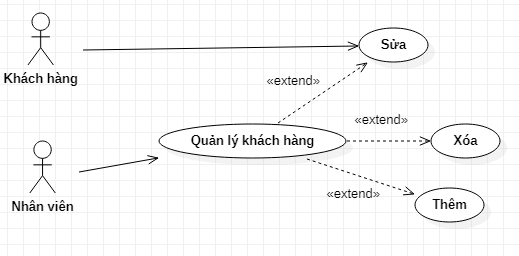 Khách hàng
Sửa
«extend»
«extend»
Quản lý khách hàng
Xóa
Nhân viên
«extend»
Thêm